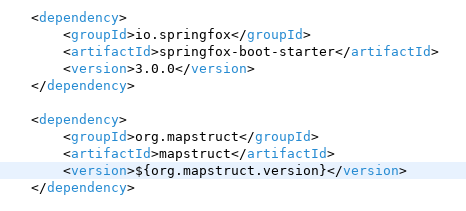 <dependency>
<groupId>io.springfox</groupId>
<artifactId>springfox-boot-starter</artifactId>
<version>3.0.0</version>
</dependency>
<dependency>
<groupId>org.mapstruct</groupId>
<artifactId>mapstruct</artifactId>
<version>${org.mapstruct.version}</version>
</dependency>